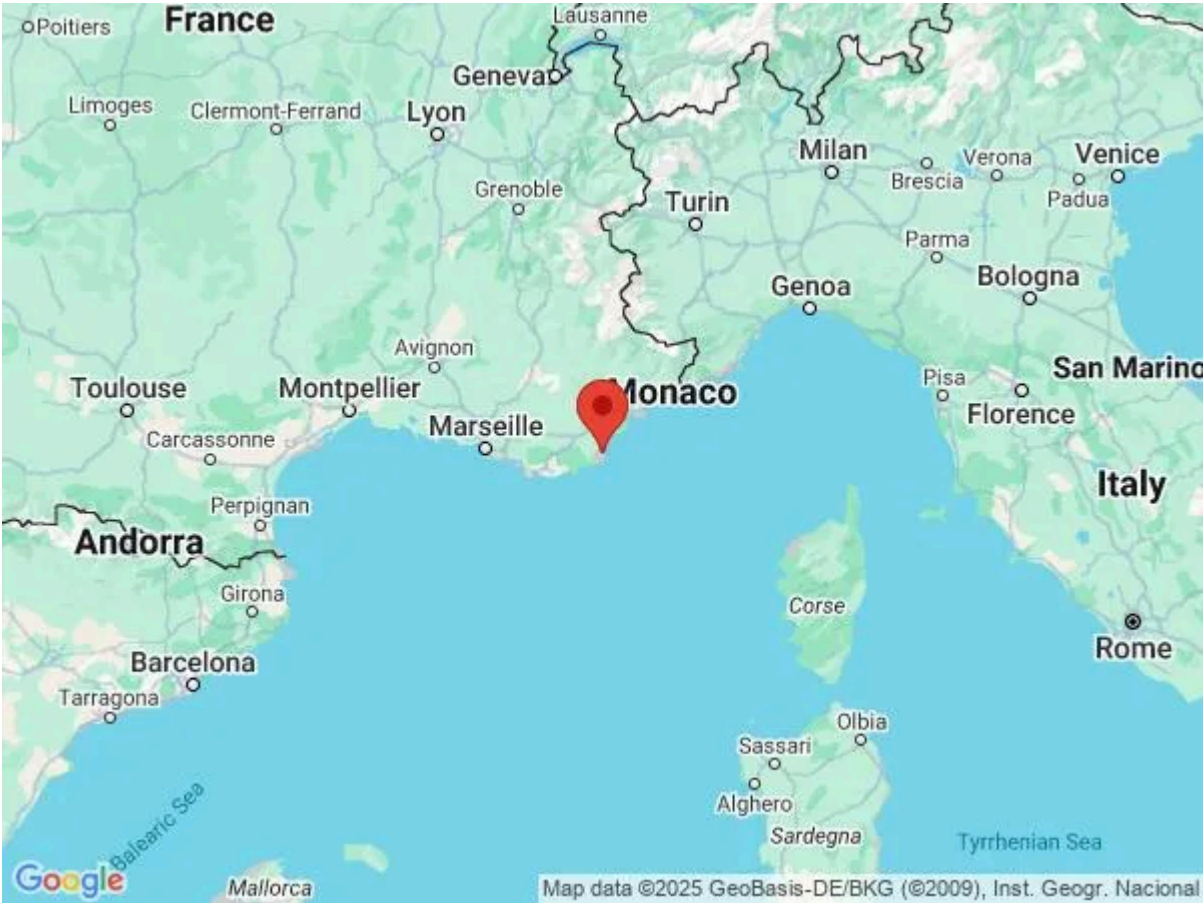 France
Poitiers
Lausanne
Geneva
Limoges
Clermont-Ferrand
Lyon
Milan
Verona
Venice
Brescia
Padua
Grenoble
Turin
Parma
Genoa
Bologna
Avignon
San Marino
Toulouse
Montpellier
Monaco
Pisa
Florence
Marseille
Carcassonne
Italy
Perpignan
Andorra
Girona
Corse
Rome
Barcelona
Tarragona
Olbia
Sassari
Alghero
Balearic Sea
Sardegna
Tyrrhenian Sea
Google
Mallorca
Map data ©2025 GeoBasis-DE/BKG (©2009), Inst. Geogr. Nacional